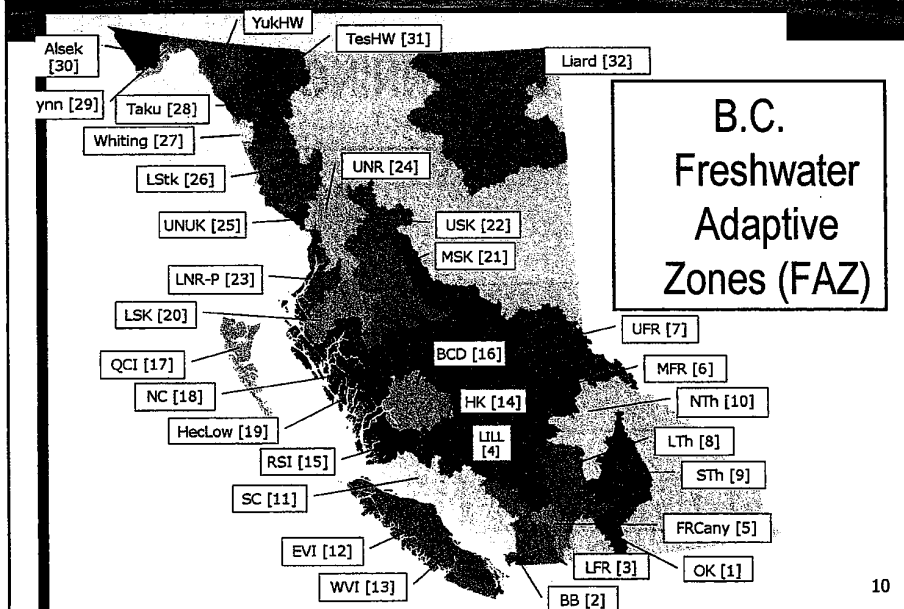 YukHW
TesHW [31]
Alsek
[30]
Liard [32]
ynn [29]
Taku [28]
Whiting [27]
LStk [26]
UNR [24]
UNUK [25]
USK [22]
MSK [21]
LNR-P [23]
LSK [20]
UFR [7]
QCI [17]
BCD [16]
MFR [6]
NC [18]
HK [14]
NTh [10]
HecLow [19]
LILL
[4]
LTh [8]
RSI [15]
STh [9]
SC [11]
FRCany [5]
EVI [12]
LFR [3]
OK [1]
WVI [13]
BB [2]
B.C.
Freshwater
Adaptive
Zones (FAZ)
10